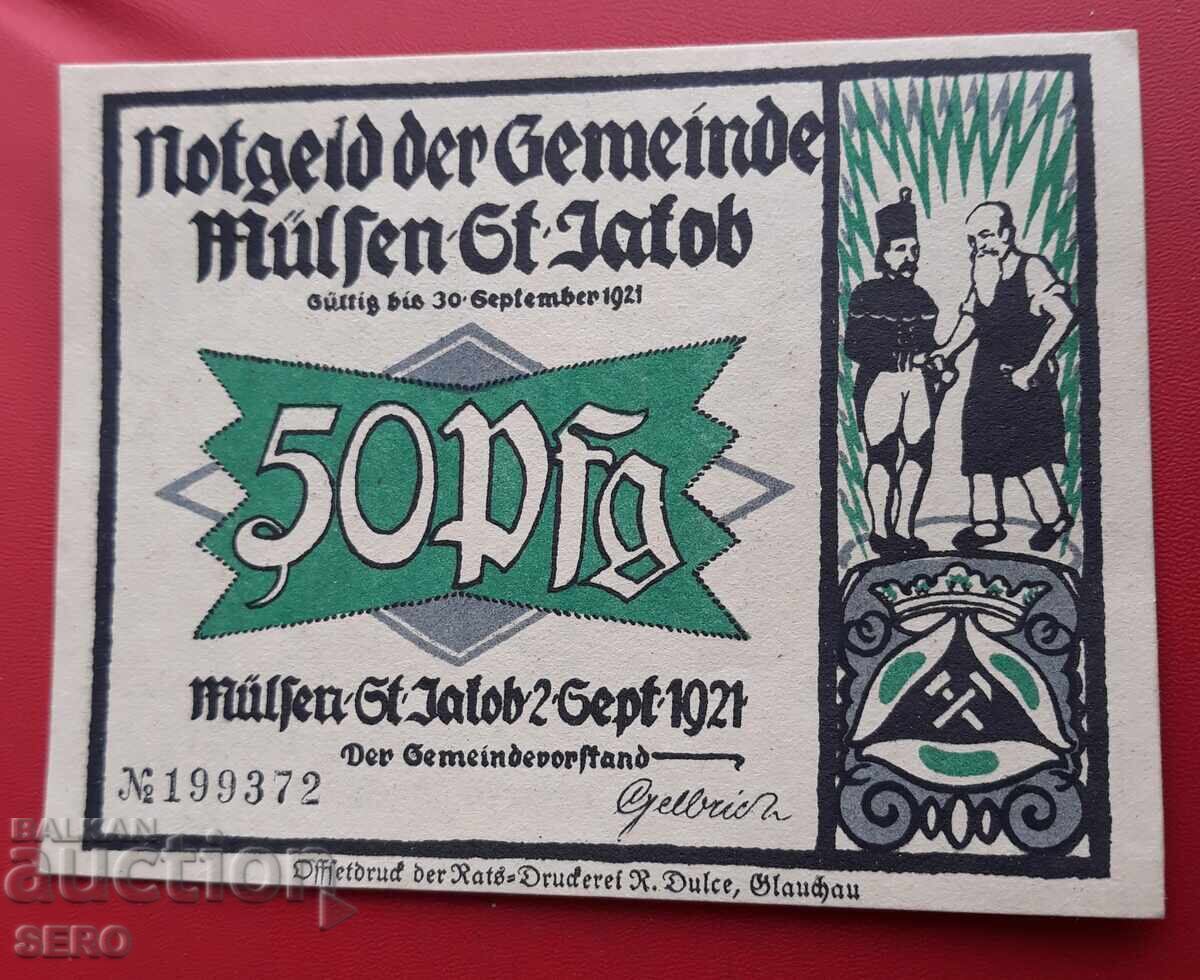 Notgeld der Gemeinde
Mülsen·St·Jakob
Gültig bis 30·September 1921
50 Pfg
Mülsen·St·Jakob·2·Sept·1921
Der Gemeindevorstand
№ 199372
Gelbrich
Offsetdruck der Rats=Druckerei R. Dulce, Glauchau
BALKAN
auction
SERO